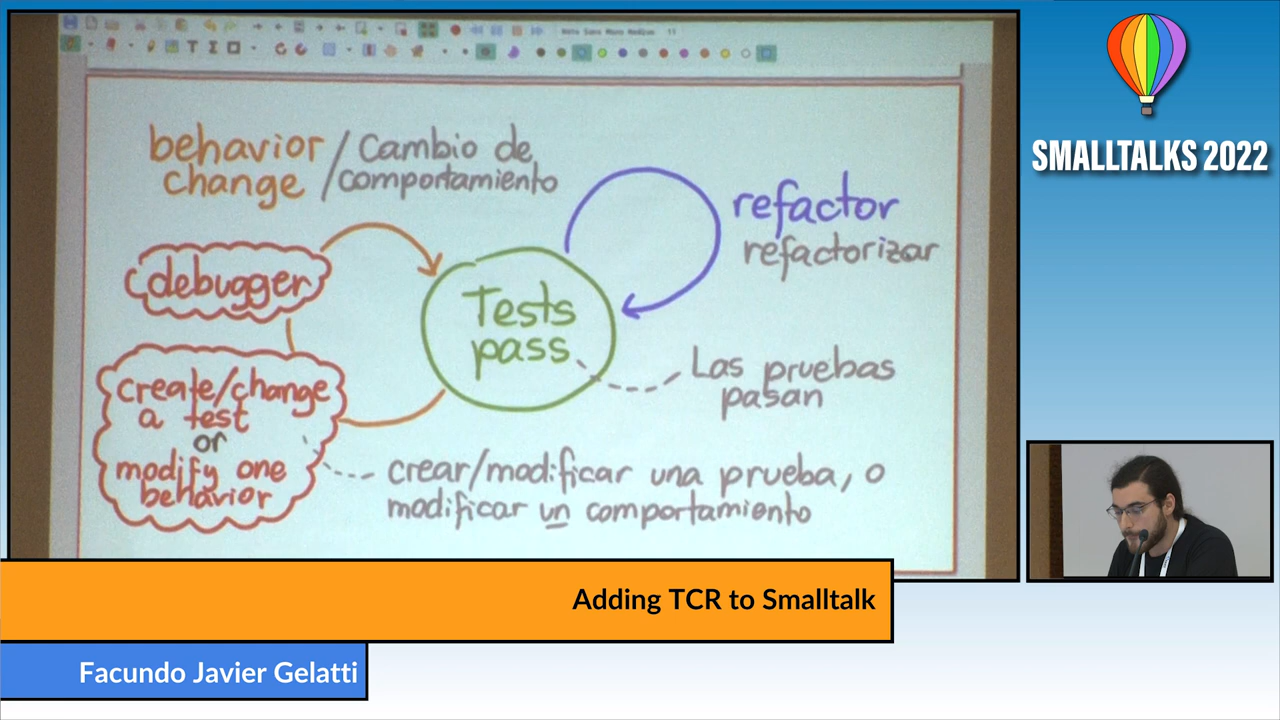 behavior / Cambio de
change / comportamiento
refactor
refactorizar
debugger
Tests
pass
Las pruebas
pasan
create/change
a test
or
modify one
behavior
crear/modificar una prueba, o
modificar un comportamiento
SMALLTALKS 2022
Adding TCR to Smalltalk
Facundo Javier Gelatti